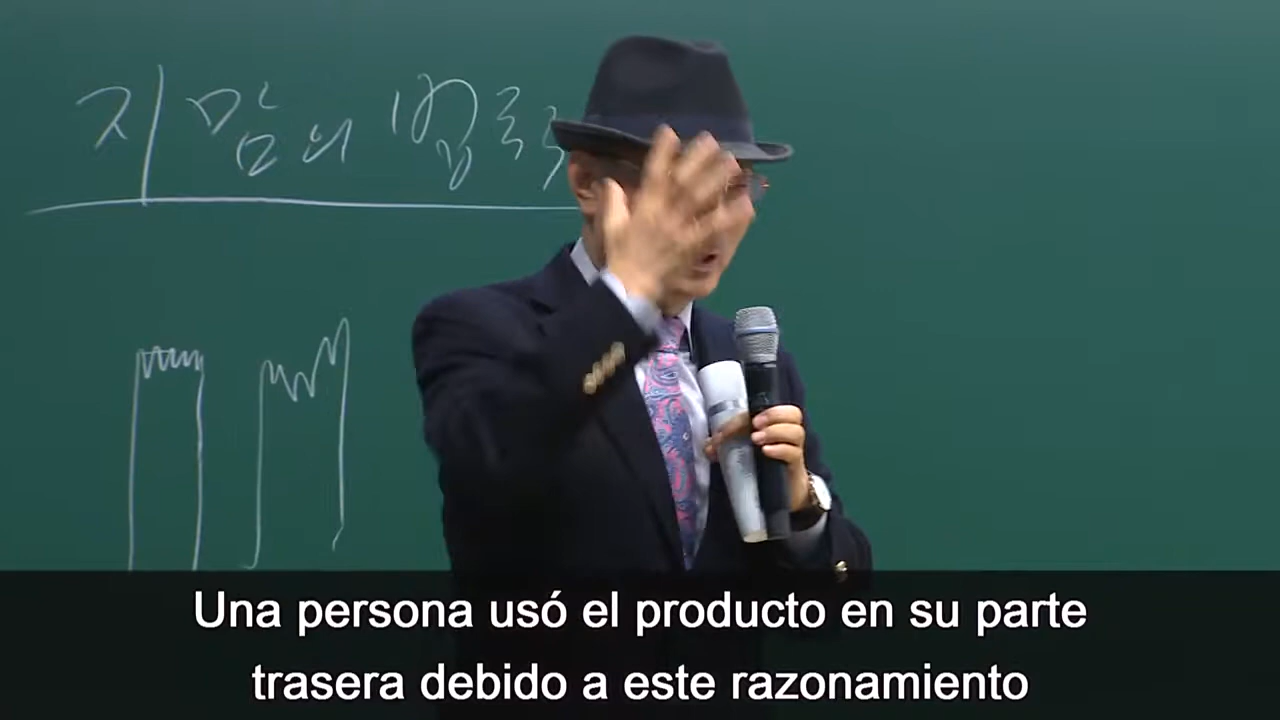 Una persona usó el producto en su parte
trasera debido a este razonamiento